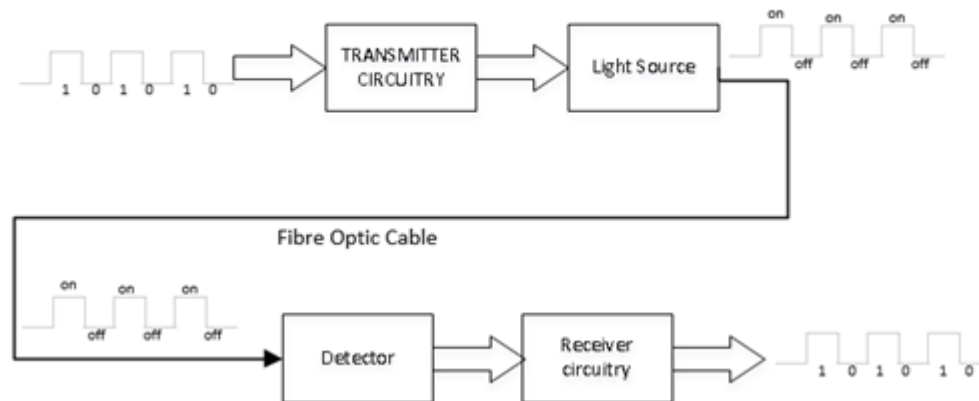 on on on
TRANSMITTER
CIRCUITRY
Light Source
off off off
1 0 1 0 1 0
Fibre Optic Cable
on on on
off off off
Detector
Receiver
circuitry
1 0 1 0 1 0